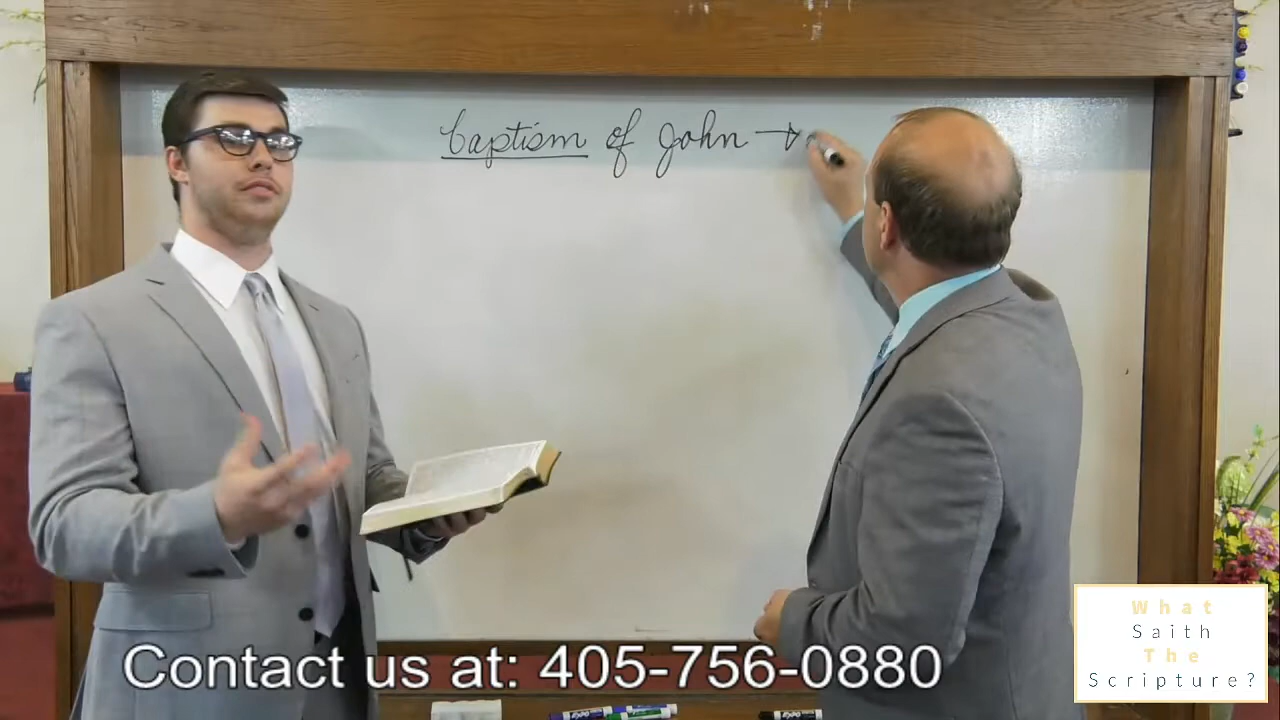 baptism of John →
Contact us at: 405-756-0880
What
Saith
The
Scripture?